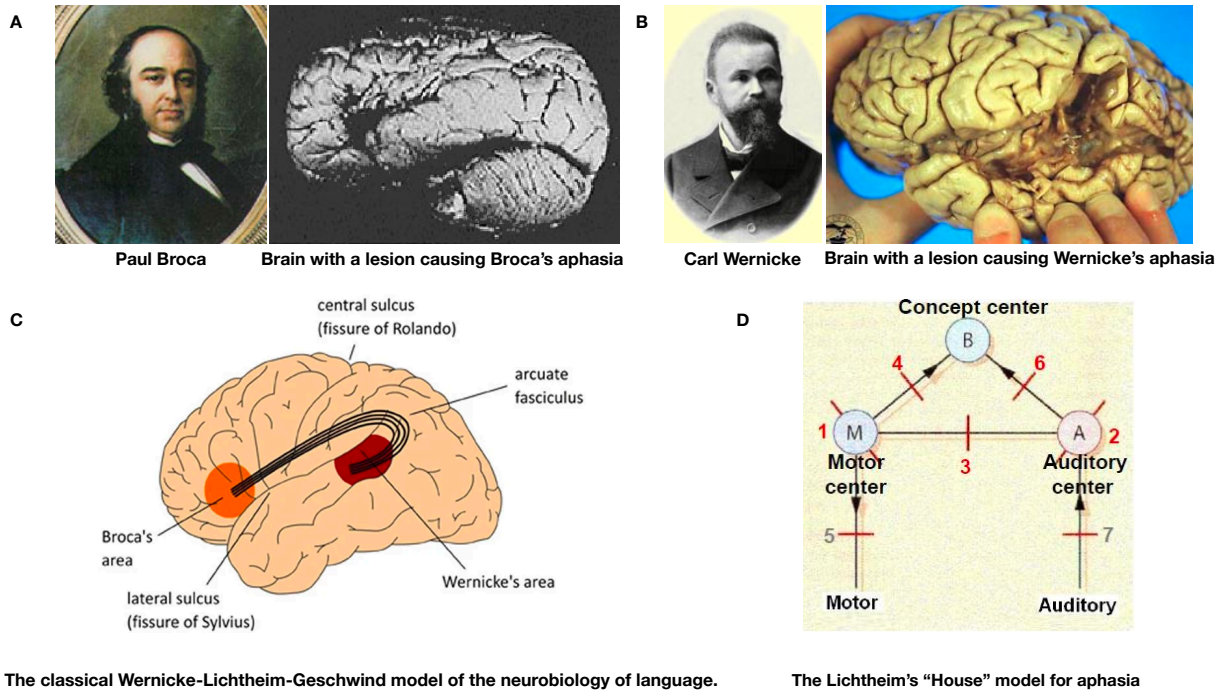 A
B
Paul Broca
Brain with a lesion causing Broca's aphasia
Carl Wernicke
Brain with a lesion causing Wernicke's aphasia
C
central sulcus
(fissure of Rolando)
arcuate
fasciculus
Broca's
area
Wernicke's area
lateral sulcus
(fissure of Sylvius)
The classical Wernicke-Lichtheim-Geschwind model of the neurobiology of language.
D
Concept center
B
4
6
1
M
A
2
3
Motor
center
Auditory
center
5
7
Motor
Auditory
The Lichtheim's “House” model for aphasia